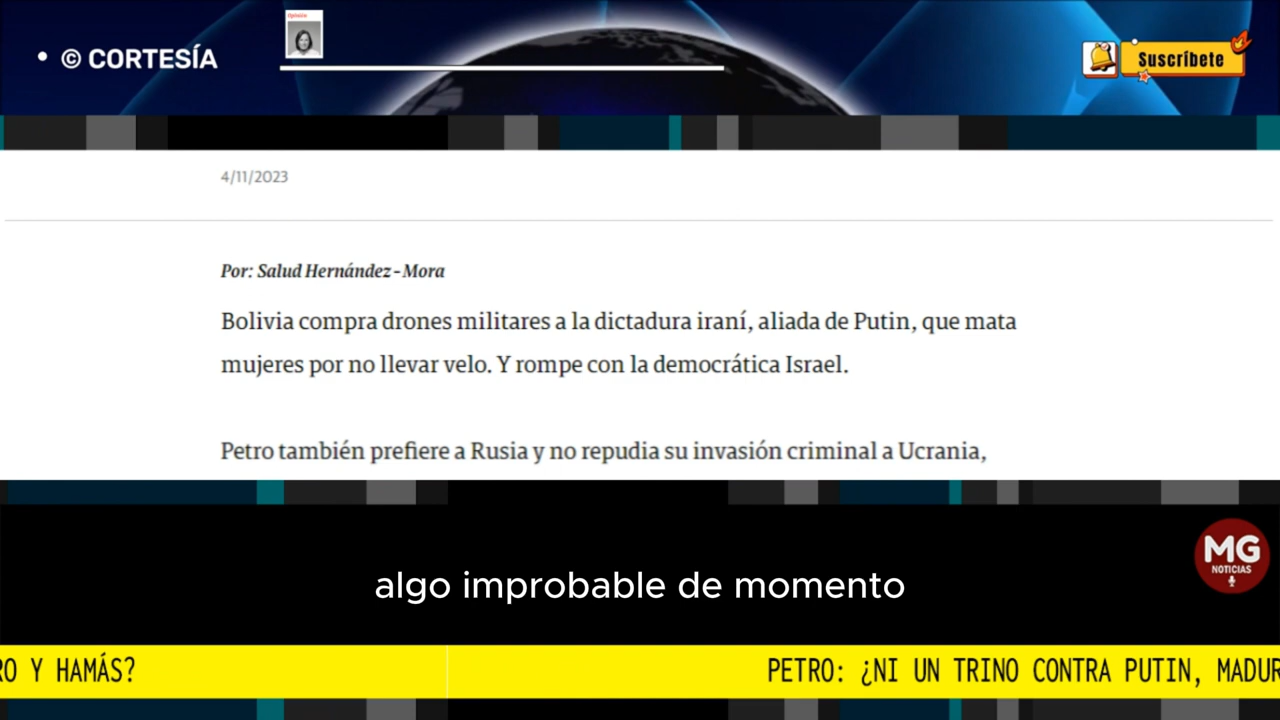 Opinión
• © CORTESÍA
Suscríbete
4/11/2023
Por: Salud Hernández-Mora
Bolivia compra drones militares a la dictadura iraní, aliada de Putin, que mata
mujeres por no llevar velo. Y rompe con la democrática Israel.
Petro también prefiere a Rusia y no repudia su invasión criminal a Ucrania,
MG
NOTICIAS
algo improbable de momento
RO Y HAMÁS?
PETRO: ¿NI UN TRINO CONTRA PUTIN, MADUR